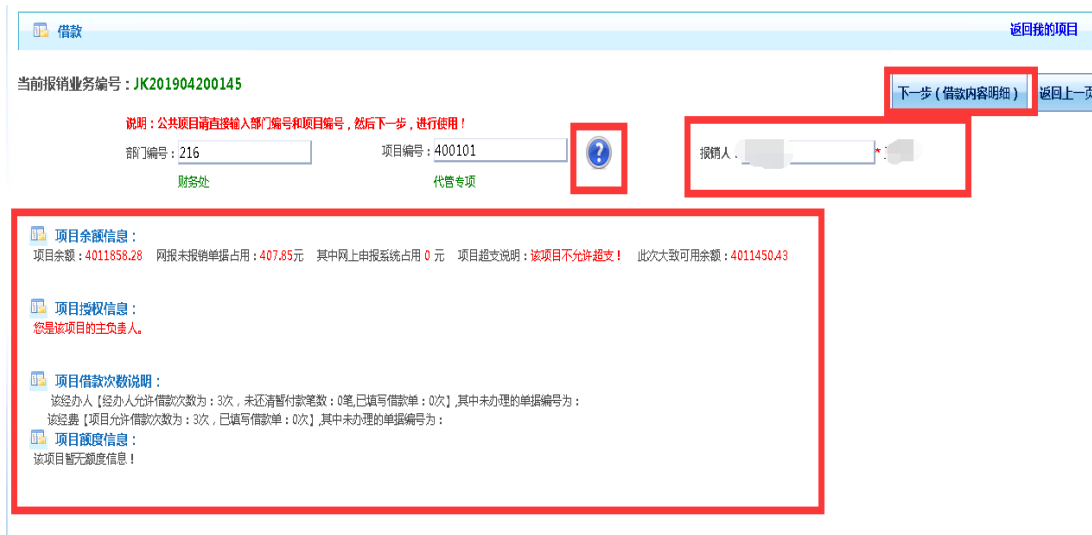 借款 返回我的项目
当前报销业务编号：JK201904200145
下一步（借款内容明细） 返回上一页
说明：公共项目请直接输入部门编号和项目编号，然后下一步，进行使用！
部门编号：216 项目编号：400101 ? 报销人： *
财务处 代管专项
项目余额信息：
项目余额：4011858.28 网报未报销单据占用：407.85元 其中网上申报系统占用 0 元 项目超支说明：该项目不允许超支！ 此次大致可用余额：4011450.43
项目授权信息：
您是该项目的主负责人。
项目借款次数说明：
该经办人【经办人允许借款次数为：3次，未还清暂付款笔数：0笔,已填写借款单：0次】,其中未办理的单据编号为：
该经费【项目允许借款次数为：3次，已填写借款单：0次】,其中未办理的单据编号为：
项目额度信息：
该项目暂无额度信息！